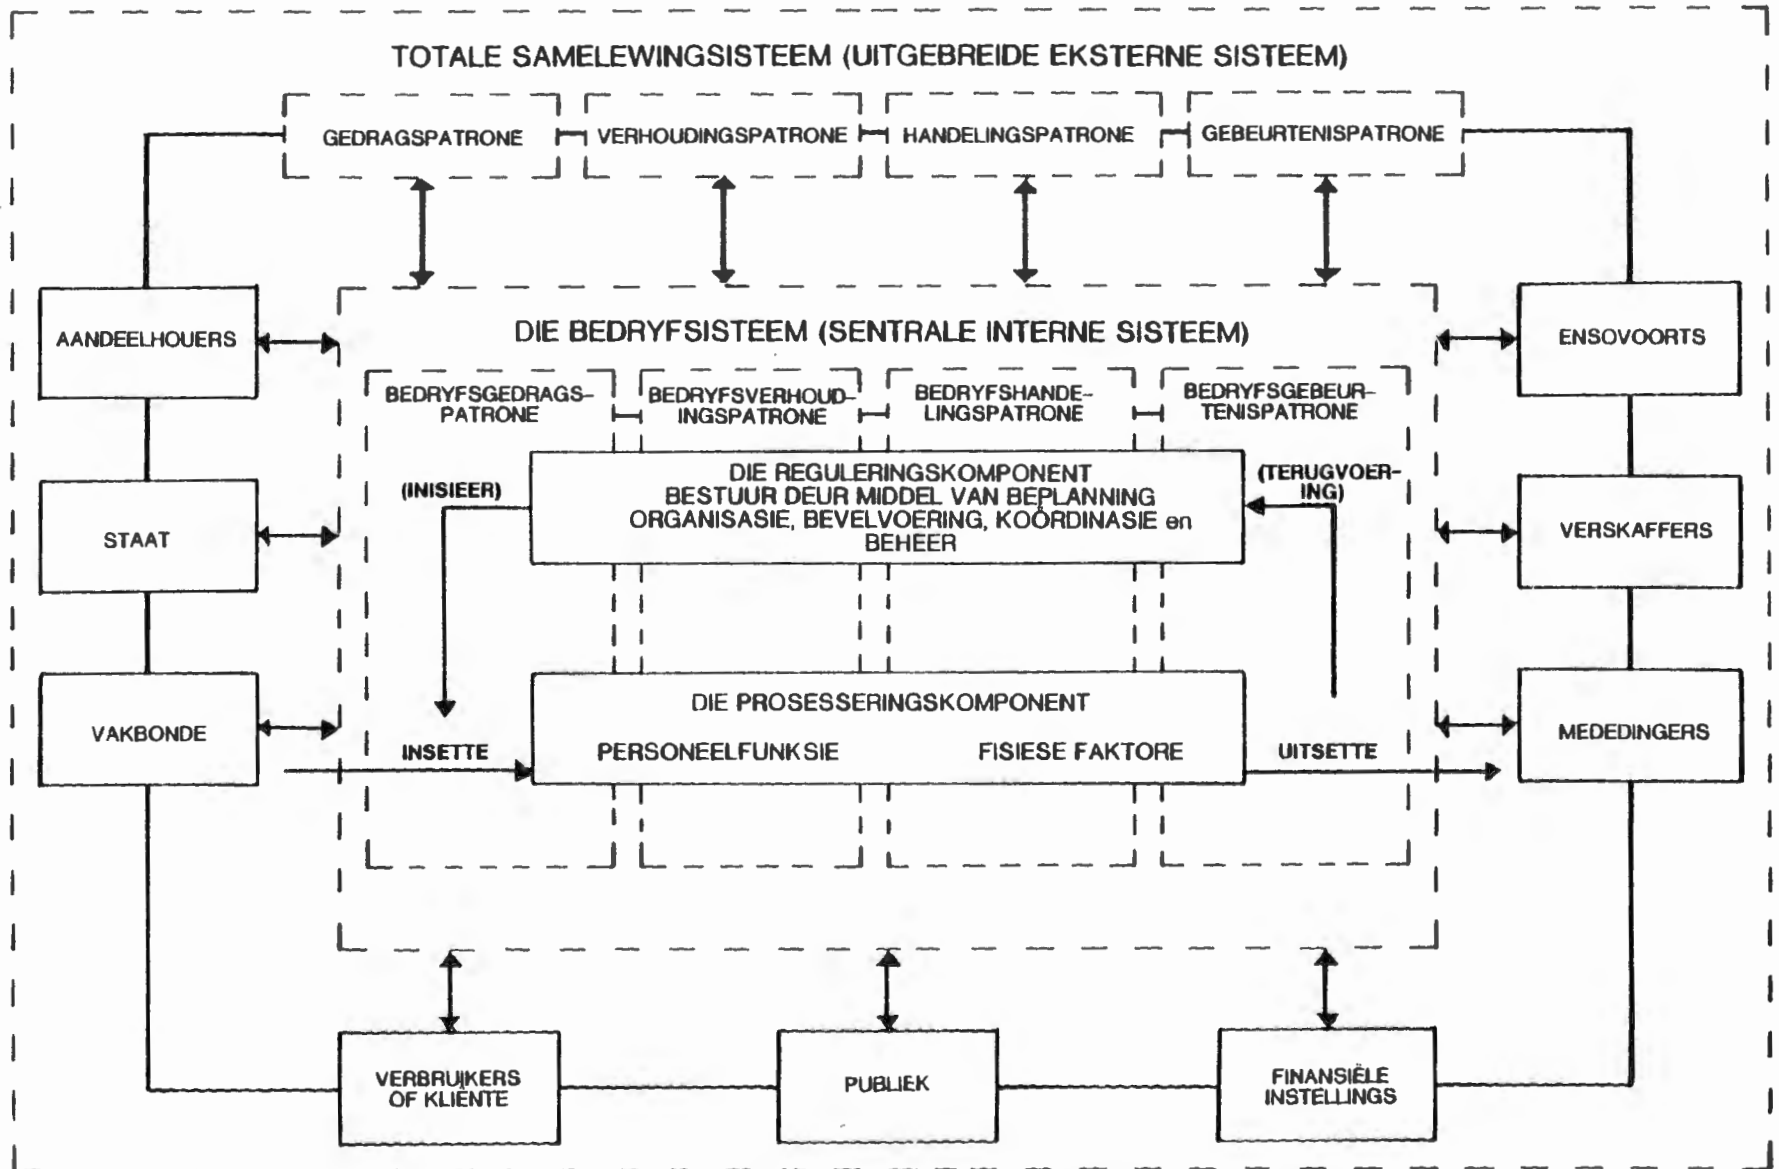 TOTALE SAMELEWINGSISTEEM (UITGEBREIDE EKSTERNE SISTEEM)
GEDRAGSPATRONE
VERHOUDINGSPATRONE
HANDELINGSPATRONE
GEBEURTENISPATRONE
AANDEELHOUERS
DIE BEDRYFSISTEEM (SENTRALE INTERNE SISTEEM)
ENSOVOORTS
BEDRYFSGEDRAGS-
PATRONE
BEDRYFSVERHOUD-
INGSPATRONE
BEDRYFSHANDE-
LINGSPATRONE
BEDRYFSGEBEUR-
TENISPATRONE
(INISIEER)
DIE REGULERINGSKOMPONENT
BESTUUR DEUR MIDDEL VAN BEPLANNING
ORGANISASIE, BEVELVOERING, KOÖRDINASIE en
BEHEER
(TERUGVOER-
ING)
STAAT
VERSKAFFERS
VAKBONDE
DIE PROSESSERINGSKOMPONENT
MEDEDINGERS
INSETTE
PERSONEELFUNKSIE
FISIESE FAKTORE
UITSETTE
VERBRUIKERS
OF KLIËNTE
PUBLIEK
FINANSIËLE
INSTELLINGS